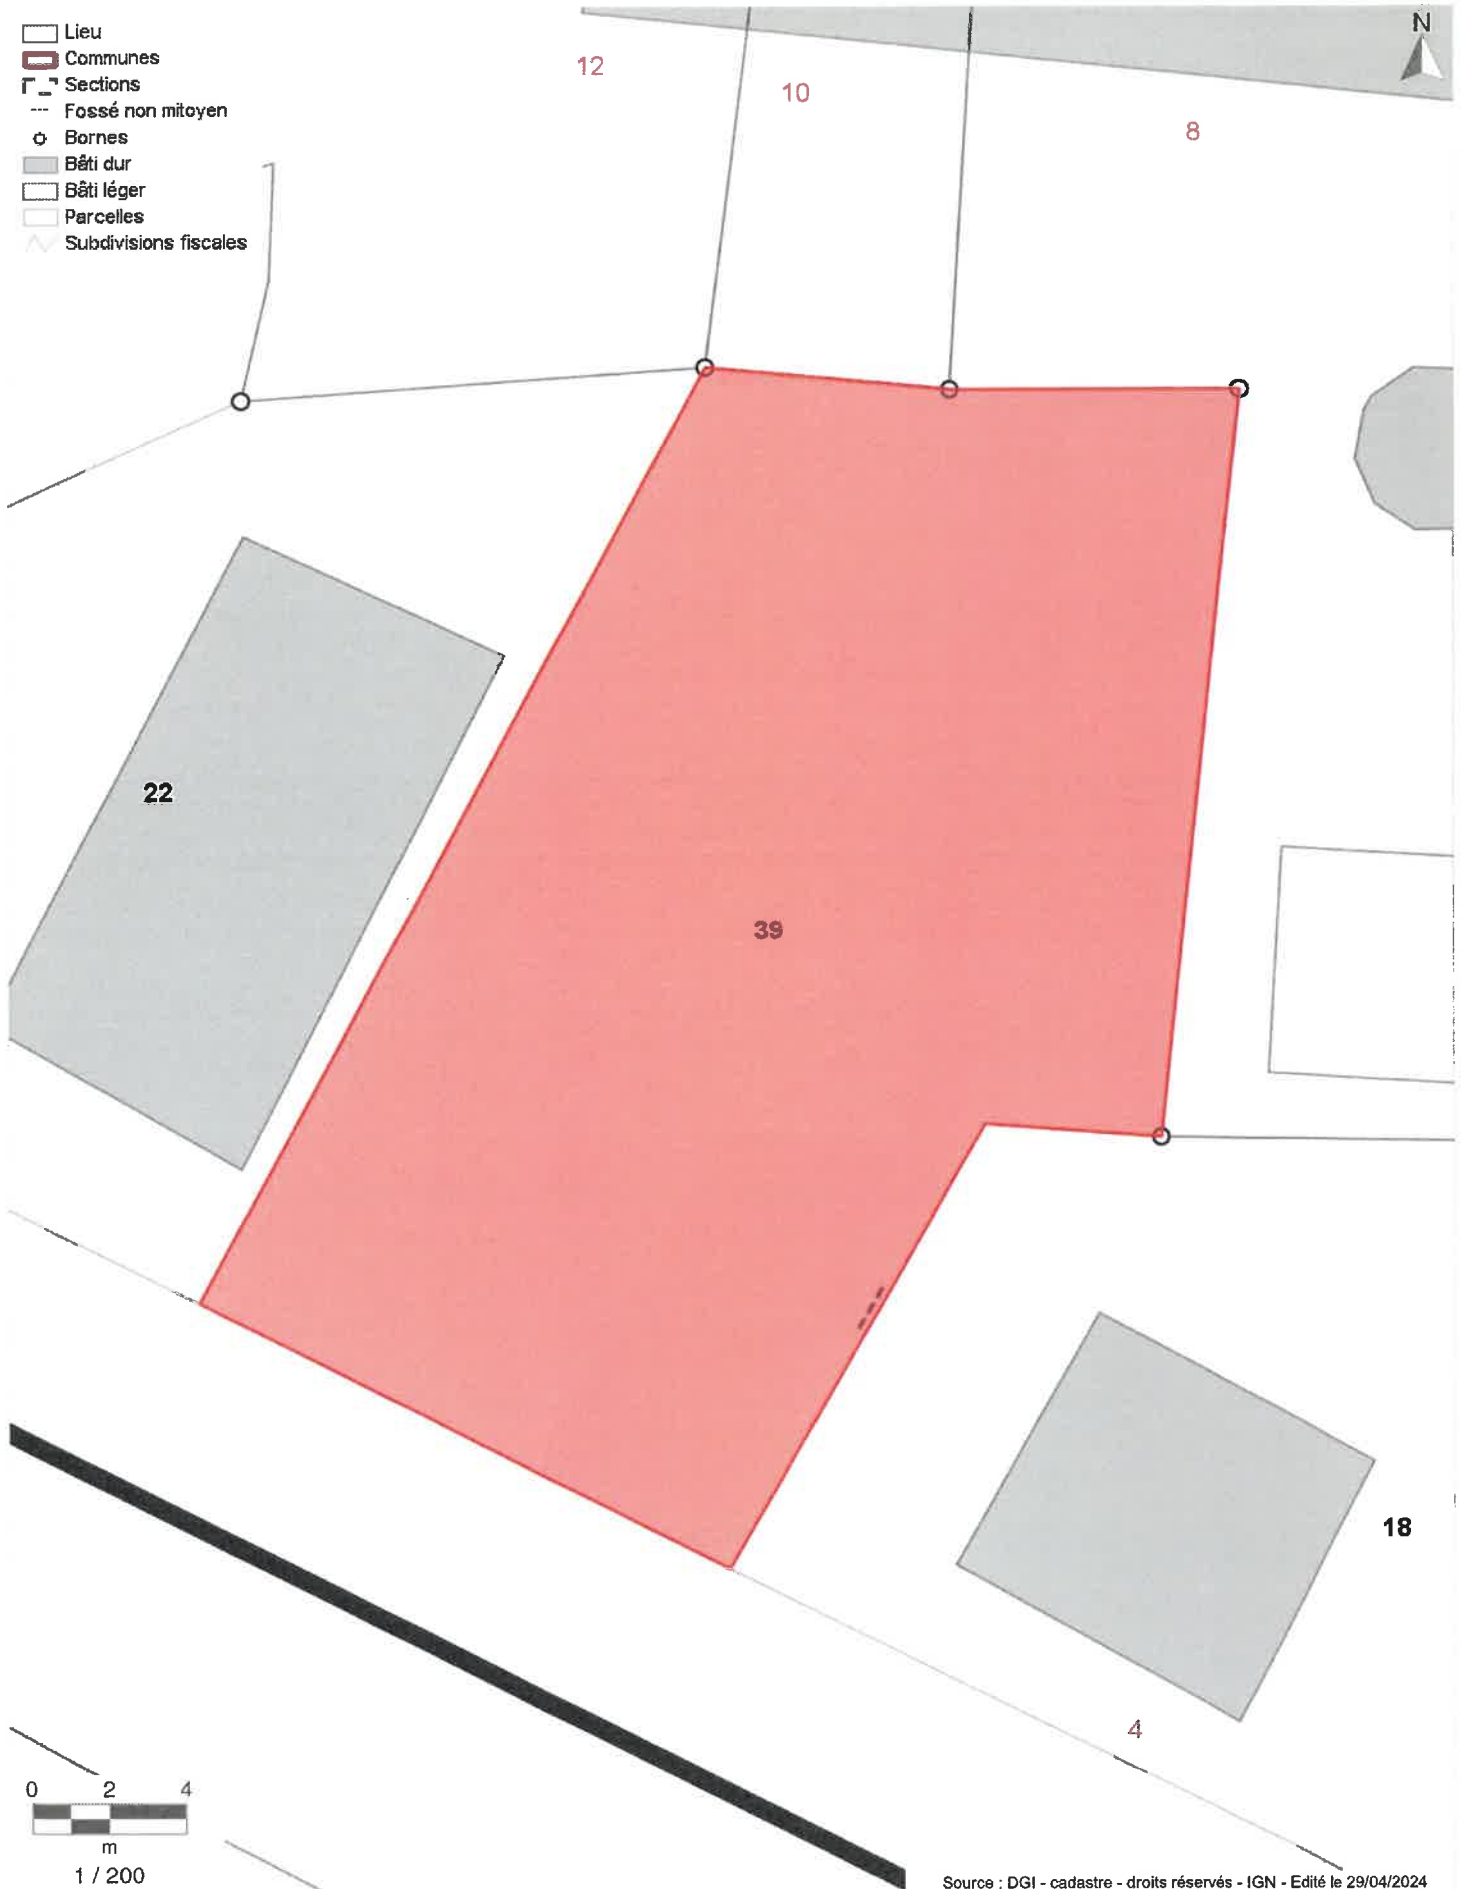 Lieu
Communes
Sections
Fossé non mitoyen
Bornes
Bâti dur
Bâti léger
Parcelles
Subdivisions fiscales
N
12
10
8
22
39
18
4
0 2 4
m
1 / 200
Source : DGI - cadastre - droits réservés - IGN - Edité le 29/04/2024